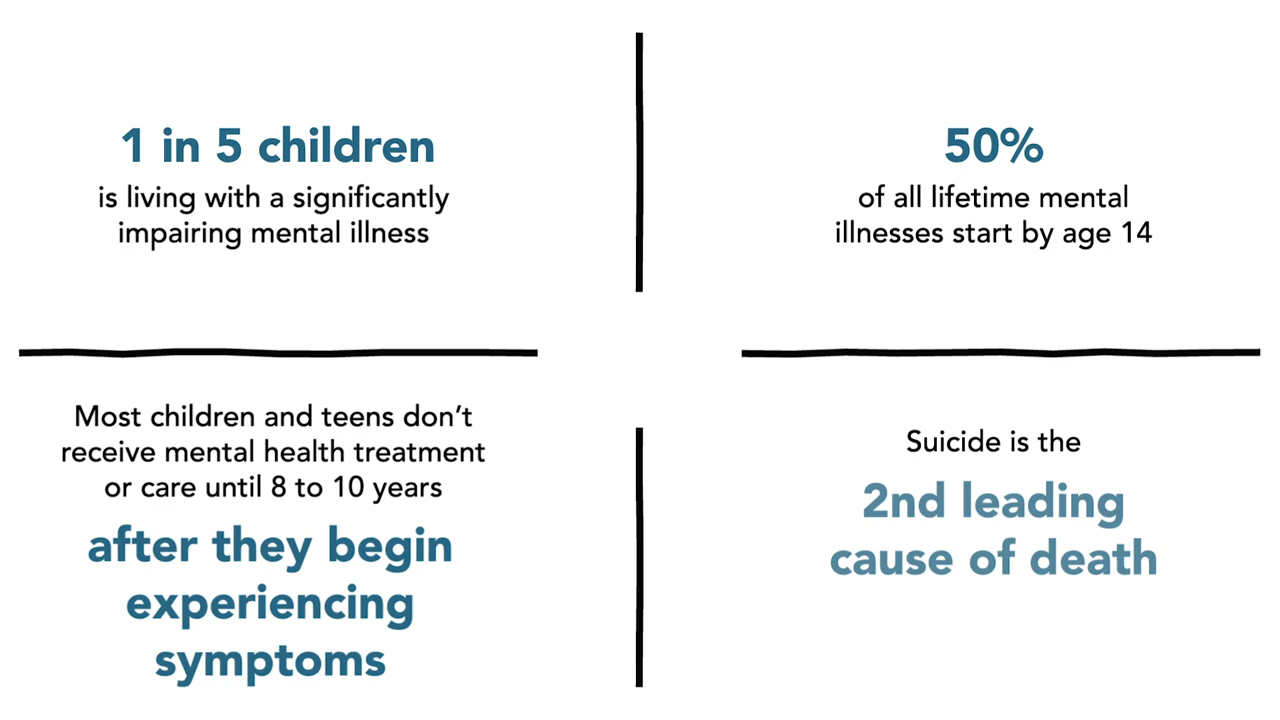 1 in 5 children
is living with a significantly
impairing mental illness
50%
of all lifetime mental
illnesses start by age 14
Most children and teens don’t
receive mental health treatment
or care until 8 to 10 years
after they begin
experiencing
symptoms
Suicide is the
2nd leading
cause of death